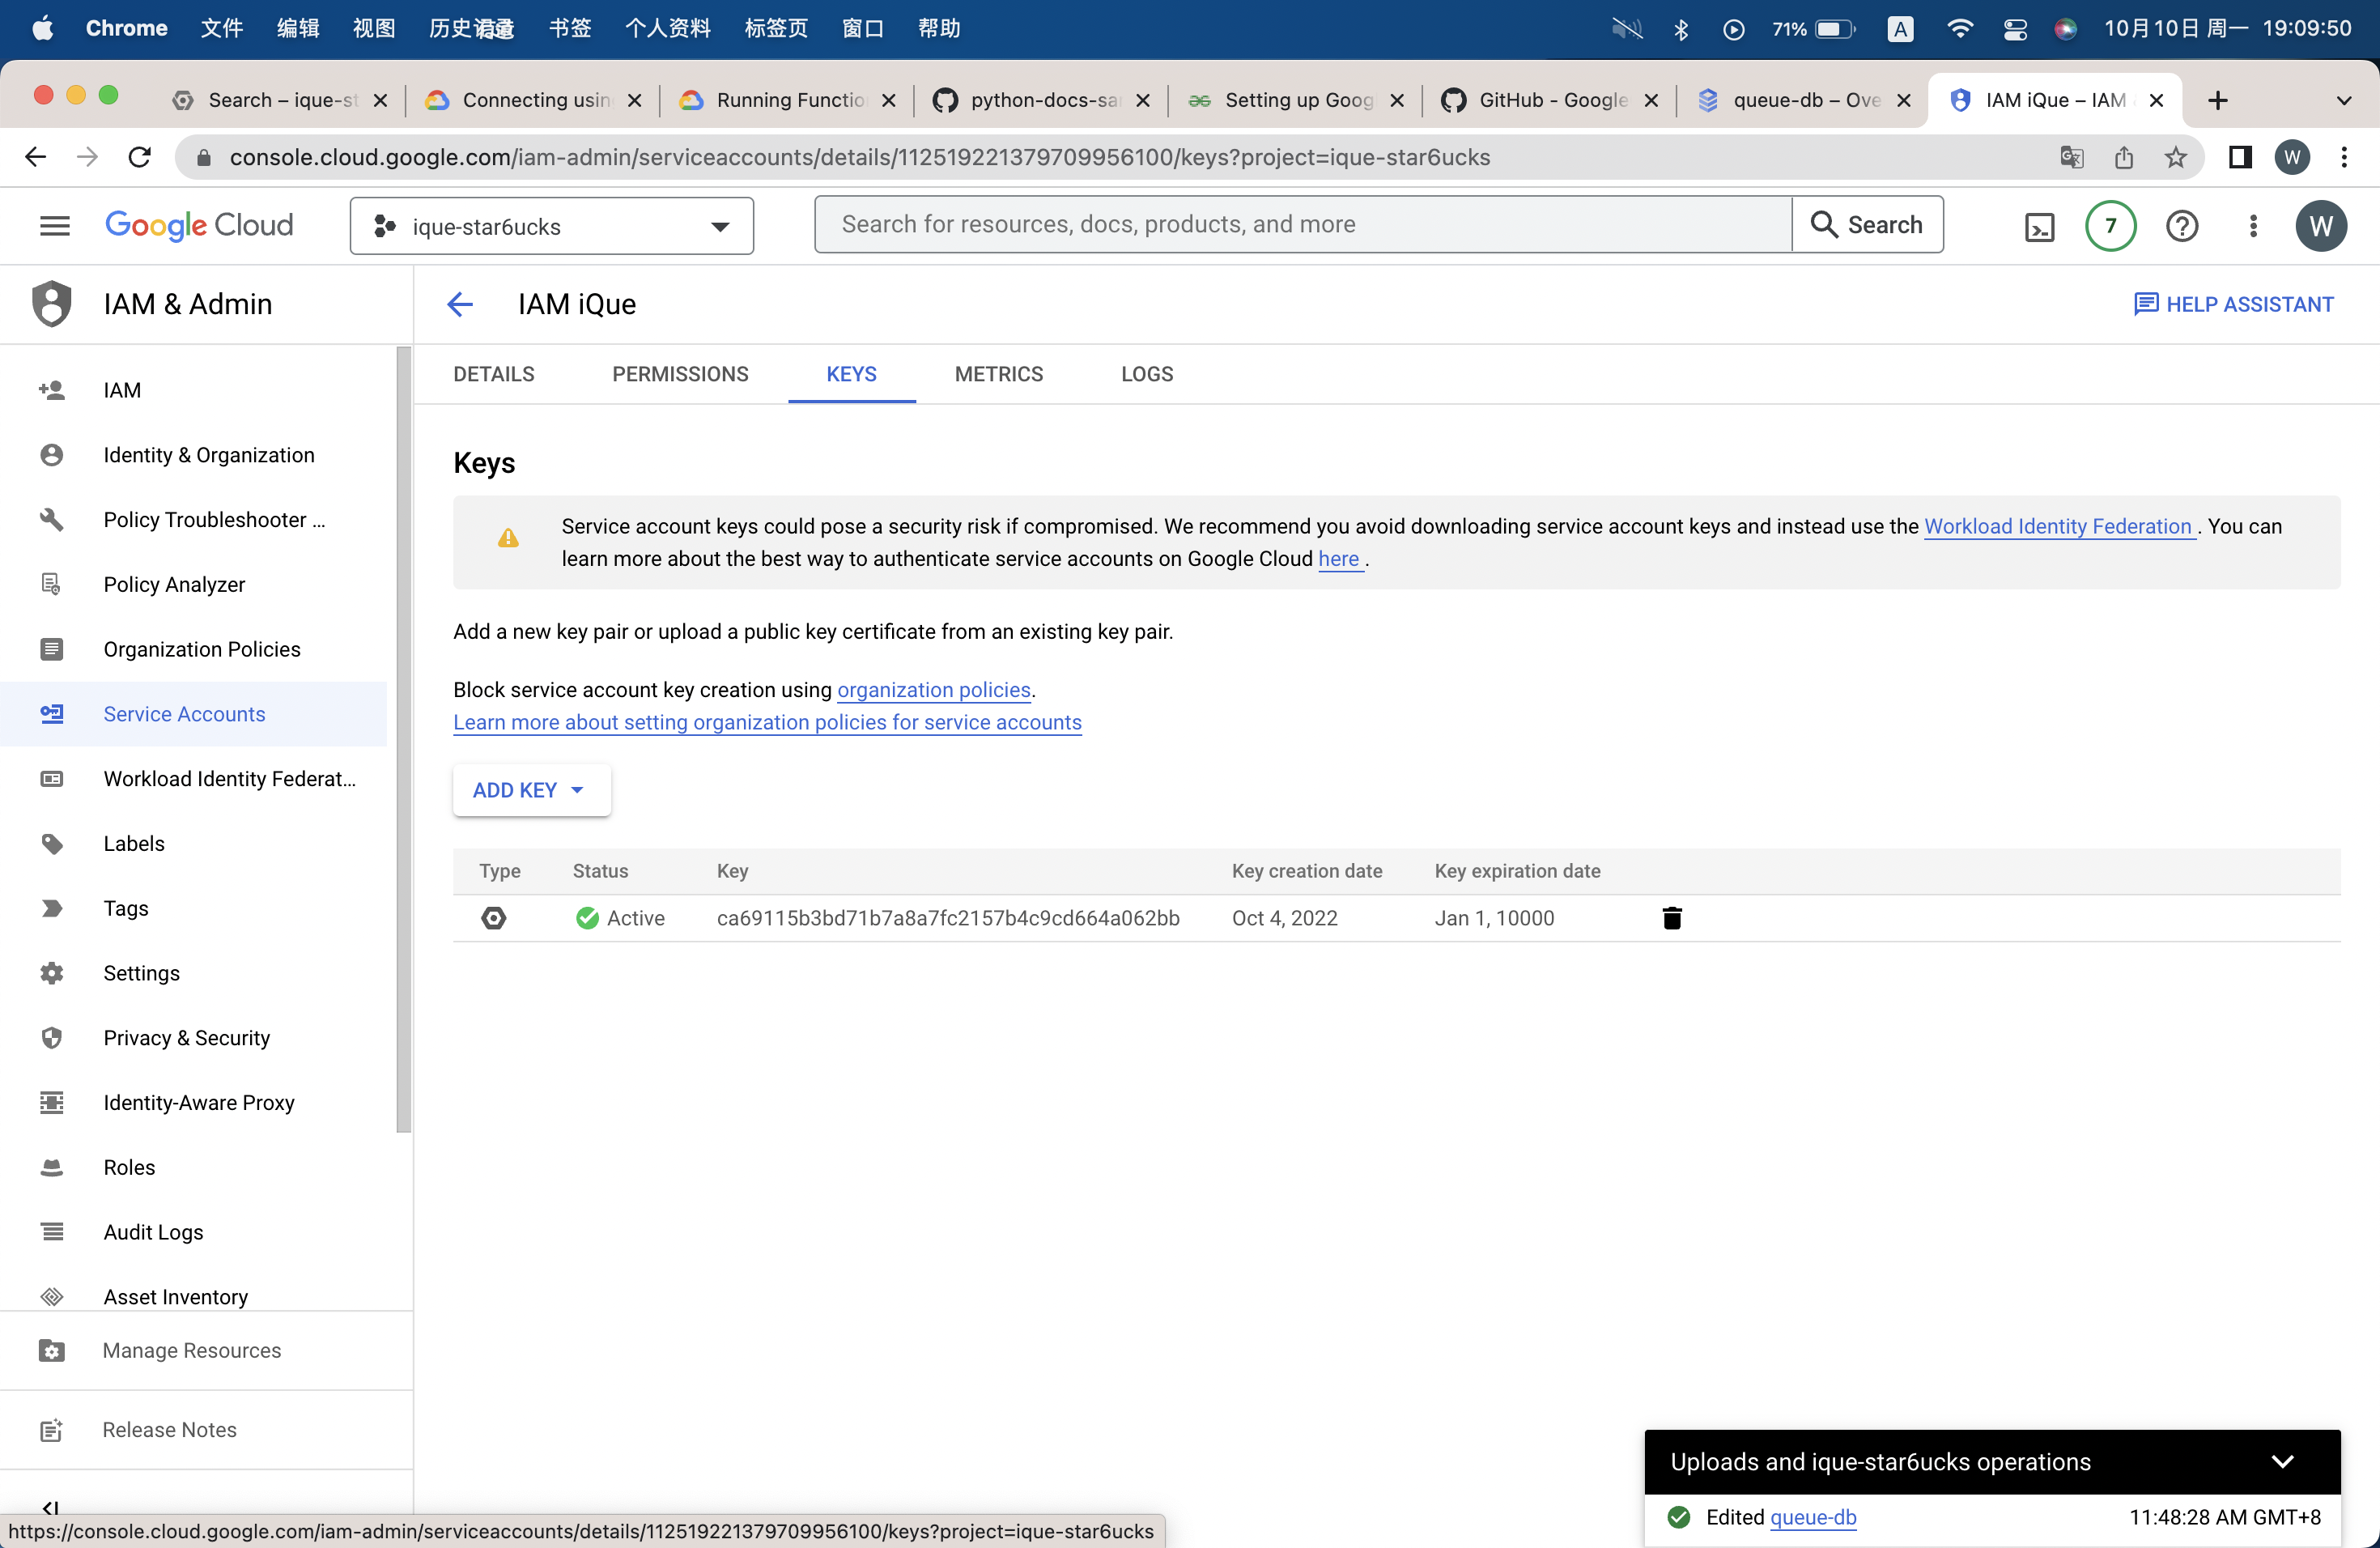 Chrome 文件 编辑 视图 历史记录 书签 个人资料 标签页 窗口 帮助 71% A 10月10日 周一 19:09:50
Search – ique-st Connecting usin Running Functio python-docs-sa Setting up Goog GitHub - Google queue-db – Ove IAM iQue – IAM
console.cloud.google.com/iam-admin/serviceaccounts/details/112519221379709956100/keys?project=ique-star6ucks W
Google Cloud ique-star6ucks Search for resources, docs, products, and more Search 7 W
IAM & Admin
IAM
Identity & Organization
Policy Troubleshooter ...
Policy Analyzer
Organization Policies
Service Accounts
Workload Identity Federat...
Labels
Tags
Settings
Privacy & Security
Identity-Aware Proxy
Roles
Audit Logs
Asset Inventory
Manage Resources
Release Notes
IAM iQue
HELP ASSISTANT
DETAILS PERMISSIONS KEYS METRICS LOGS
Keys
Service account keys could pose a security risk if compromised. We recommend you avoid downloading service account keys and instead use the Workload Identity Federation . You can
learn more about the best way to authenticate service accounts on Google Cloud here .
Add a new key pair or upload a public key certificate from an existing key pair.
Block service account key creation using organization policies.
Learn more about setting organization policies for service accounts
ADD KEY
Type Status Key Key creation date Key expiration date
Active ca69115b3bd71b7a8a7fc2157b4c9cd664a062bb Oct 4, 2022 Jan 1, 10000
Uploads and ique-star6ucks operations
Edited queue-db 11:48:28 AM GMT+8
https://console.cloud.google.com/iam-admin/serviceaccounts/details/112519221379709956100/keys?project=ique-star6ucks